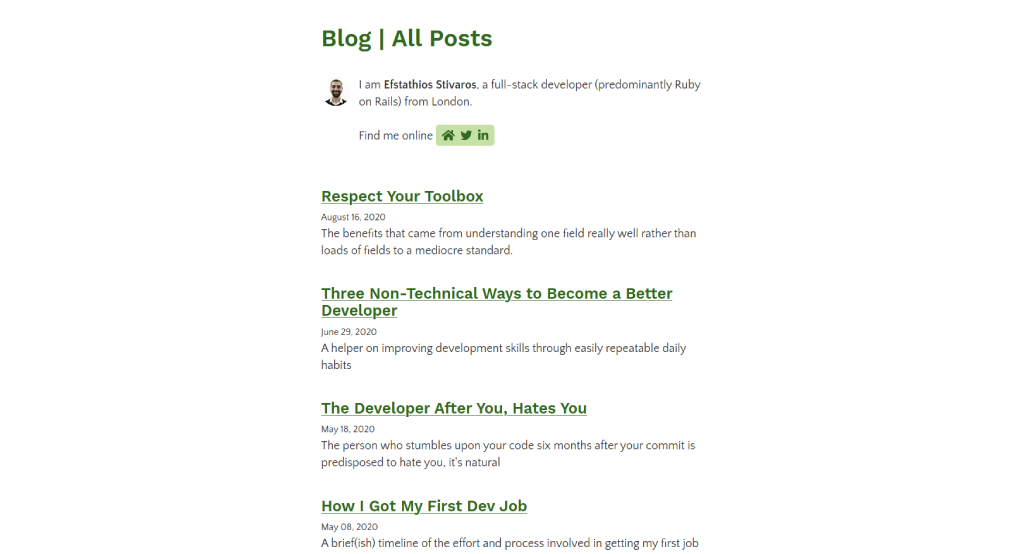 Blog | All Posts
I am Efstathios Stivaros, a full-stack developer (predominantly Ruby
on Rails) from London.
Find me online
Respect Your Toolbox
August 16, 2020
The benefits that came from understanding one field really well rather than
loads of fields to a mediocre standard.
Three Non-Technical Ways to Become a Better
Developer
June 29, 2020
A helper on improving development skills through easily repeatable daily
habits
The Developer After You, Hates You
May 18, 2020
The person who stumbles upon your code six months after your commit is
predisposed to hate you, it's natural
How I Got My First Dev Job
May 08, 2020
A brief(ish) timeline of the effort and process involved in getting my first job